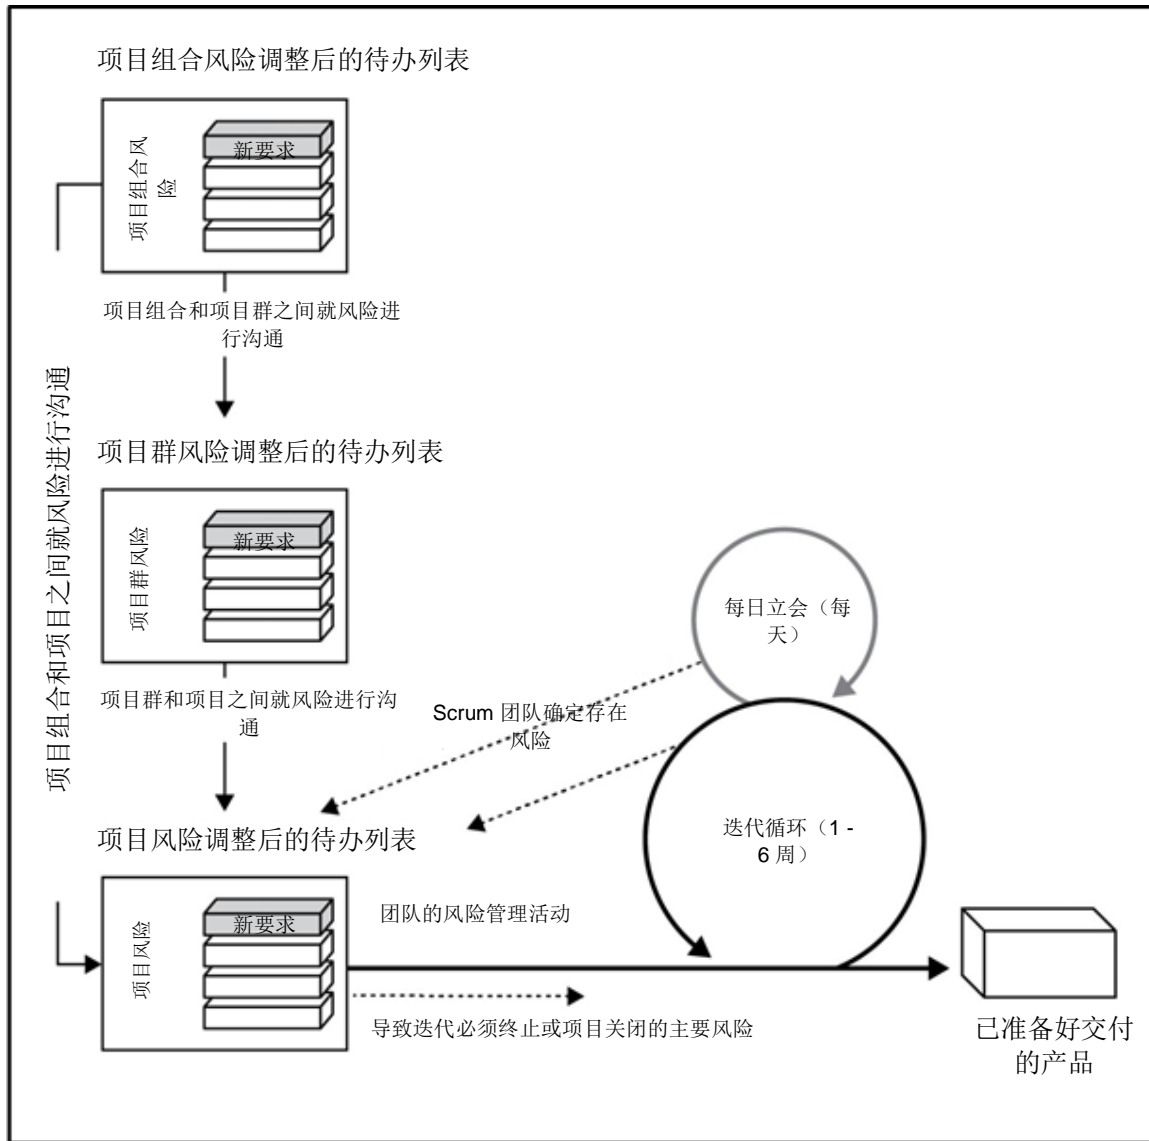 项目组合风险调整后的待办列表
项目组合风
险
新要求
项目组合和项目群之间就风险进
行沟通
项目组合和项目之间就风险进行沟通
项目群风险调整后的待办列表
项目群风险
新要求
每日立会（每
天）
项目群和项目之间就风险进行沟
通
Scrum 团队确定存在
风险
项目风险调整后的待办列表
迭代循环（1 -
6 周）
项目风险
新要求
团队的风险管理活动
导致迭代必须终止或项目关闭的主要风险
已准备好交付
的产品